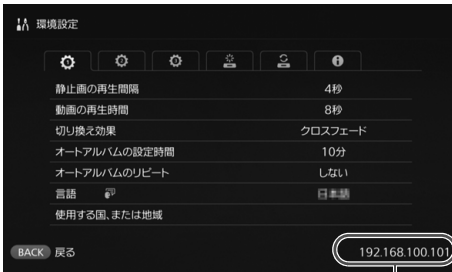 環境設定
静止画の再生間隔 4秒
動画の再生時間 8秒
切り換え効果 クロスフェード
オートアルバムの設定時間 10分
オートアルバムのリピート しない
言語 日本語
使用する国、または地域
BACK 戻る 192.168.100.101